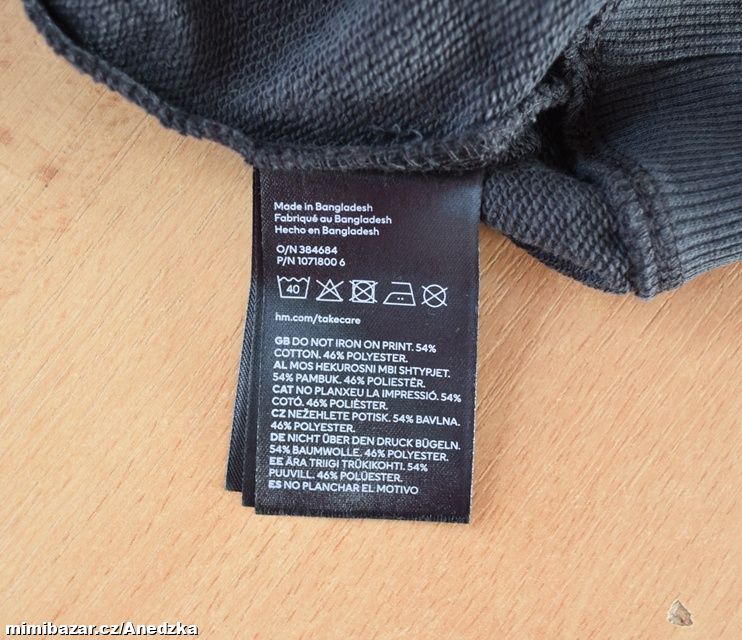 Made in Bangladesh
Fabriqué au Bangladesh
Hecho en Bangladesh
O/N 384684
P/N 1071800 6
40
hm.com/takecare
GB DO NOT IRON ON PRINT. 54%
COTTON. 46% POLYESTER.
AL MOS HEKUROSNI MBI SHTYPJET.
54% PAMBUK. 46% POLIESTËR.
CAT NO PLANXEU LA IMPRESSIÓ. 54%
COTÓ. 46% POLIÈSTER.
CZ NEŽEHLETE POTISK. 54% BAVLNA.
46% POLYESTER.
DE NICHT ÜBER DEN DRUCK BÜGELN.
54% BAUMWOLLE. 46% POLYESTER.
EE ÄRA TRIIGI TRÜKIKOHTI. 54%
PUUVILL. 46% POLÜESTER.
ES NO PLANCHAR EL MOTIVO
mimibazar.cz/Anedzka